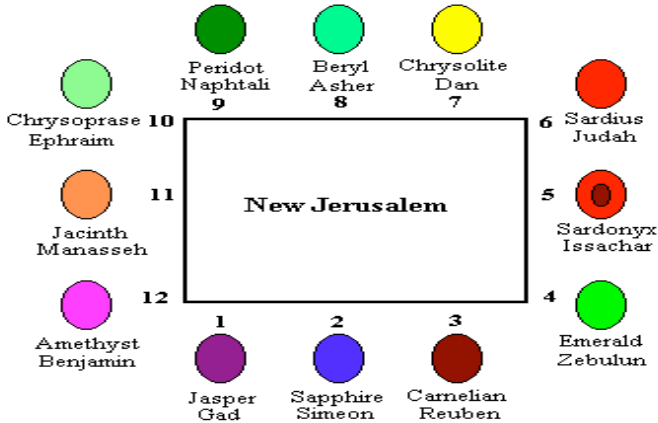 Peridot
Naphtali
9
Beryl
Asher
8
Chrysolite
Dan
7
Chrysoprase 10
Ephraim
6 Sardius
Judah
11
Jacinth
Manasseh
New Jerusalem
5
Sardonyx
Issachar
12
Amethyst
Benjamin
4
Emerald
Zebulun
1
Jasper
Gad
2
Sapphire
Simeon
3
Carnelian
Reuben